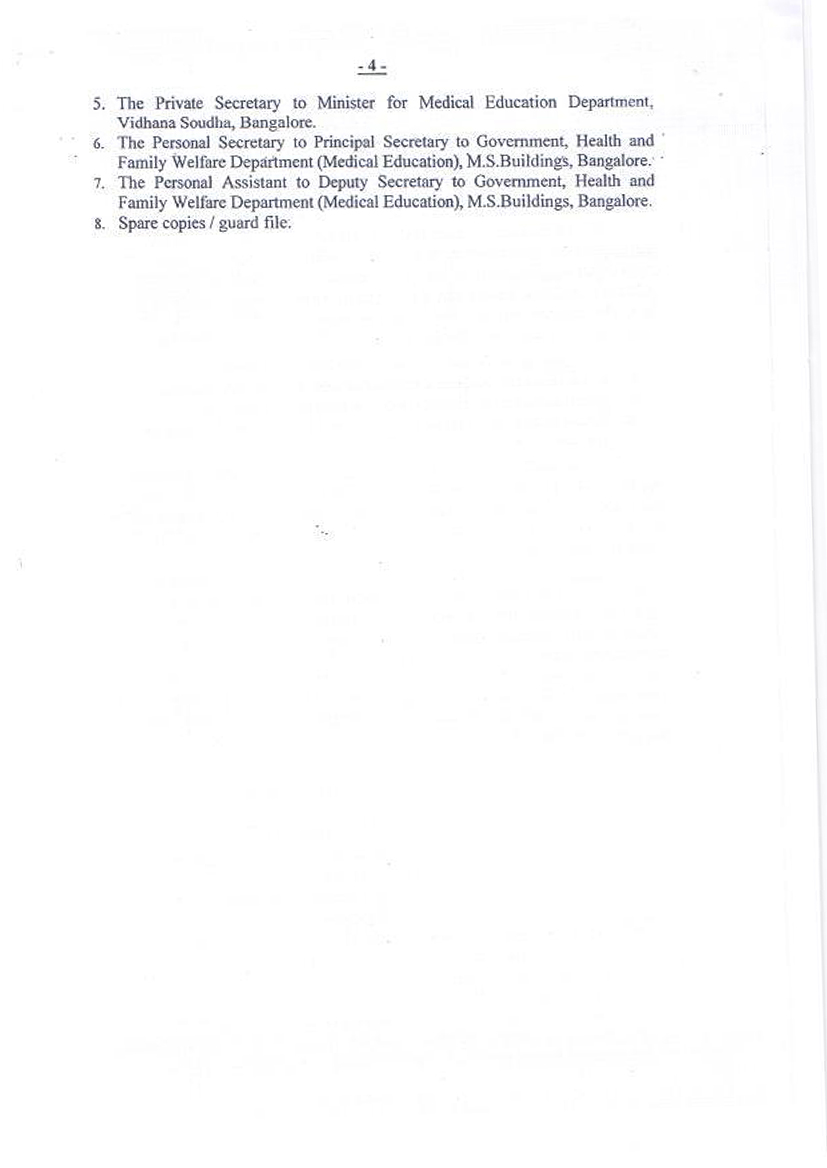 - 4 -
5. The Private Secretary to Minister for Medical Education Department,
Vidhana Soudha, Bangalore.
6. The Personal Secretary to Principal Secretary to Government, Health and
Family Welfare Department (Medical Education), M.S.Buildings, Bangalore.
7. The Personal Assistant to Deputy Secretary to Government, Health and
Family Welfare Department (Medical Education), M.S.Buildings, Bangalore.
8. Spare copies / guard file.